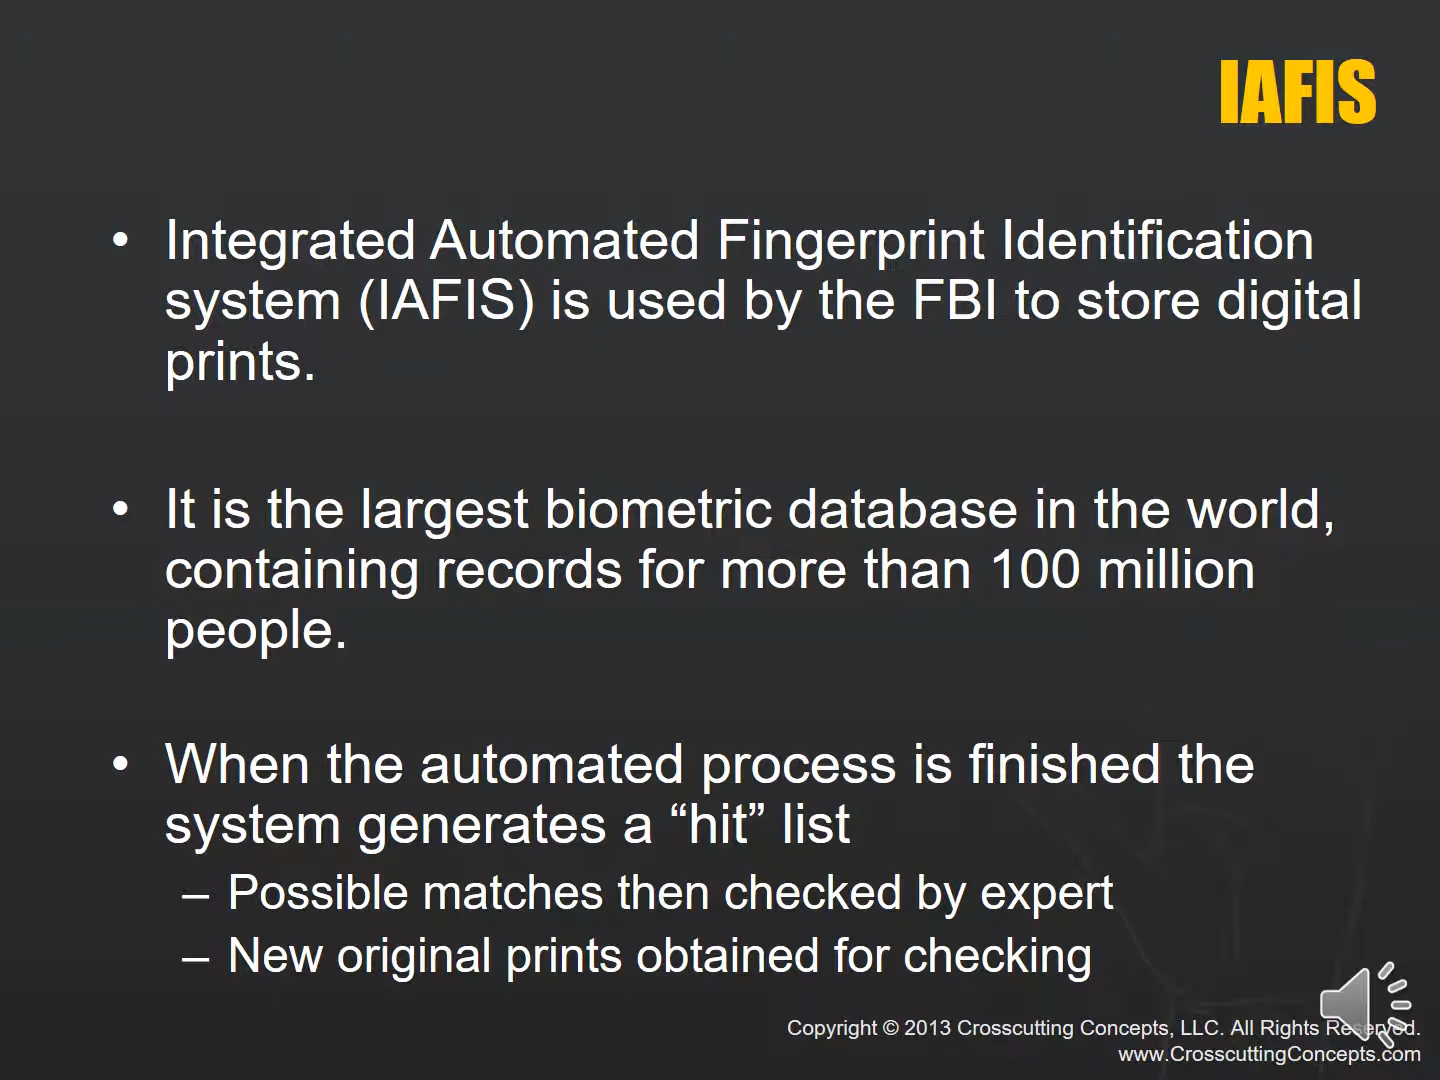 IAFIS
• Integrated Automated Fingerprint Identification
system (IAFIS) is used by the FBI to store digital
prints.
• It is the largest biometric database in the world,
containing records for more than 100 million
people.
• When the automated process is finished the
system generates a “hit” list
– Possible matches then checked by expert
– New original prints obtained for checking
Copyright © 2013 Crosscutting Concepts, LLC. All Rights Reserved.
www.CrosscuttingConcepts.com